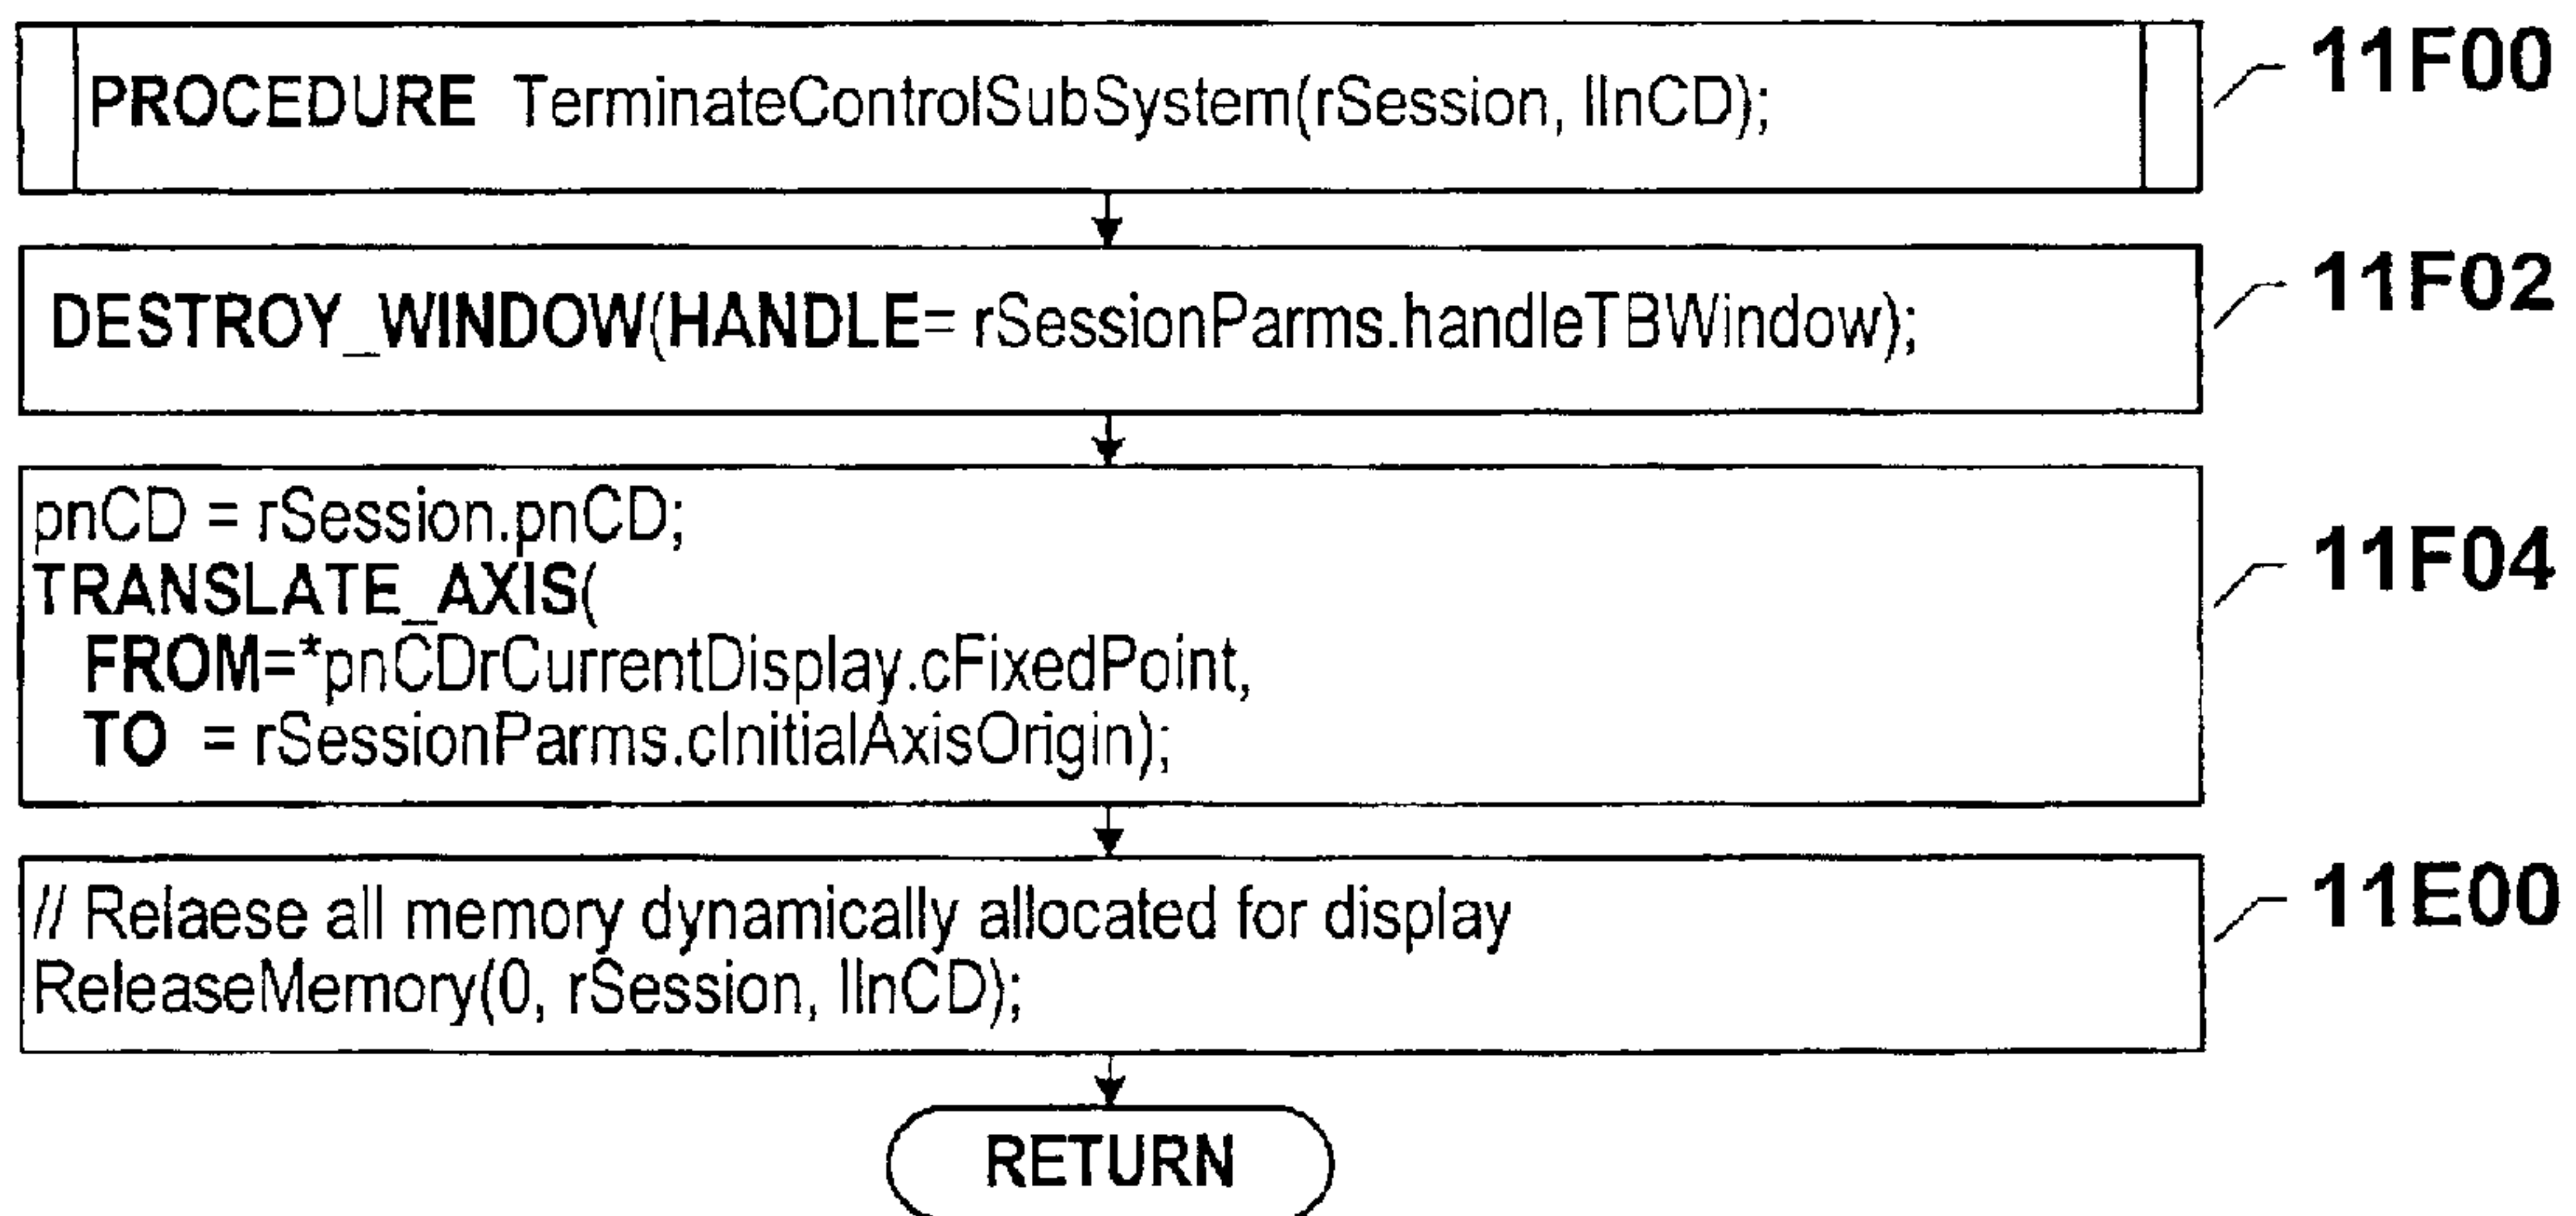 PROCEDURE TerminateControlSubSystem(rSession, llnCD);
11F00
DESTROY_WINDOW(HANDLE= rSessionParms.handleTBWindow);
11F02
pnCD = rSession.pnCD;
TRANSLATE_AXIS(
FROM=*pnCDrCurrentDisplay.cFixedPoint,
TO = rSessionParms.cInitialAxisOrigin);
11F04
// Relaese all memory dynamically allocated for display
ReleaseMemory(0, rSession, llnCD);
11E00
RETURN